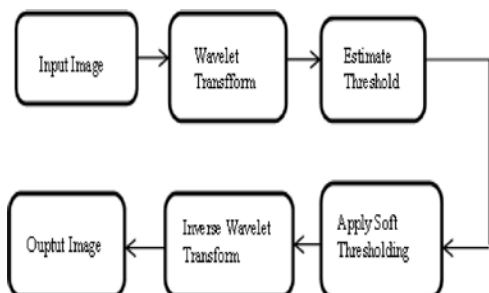 Input Image
Wavelet
Transfform
Estimate
Threshold
Ouptut Image
Inverse Wavelet
Transform
Apply Soft
Thresholding